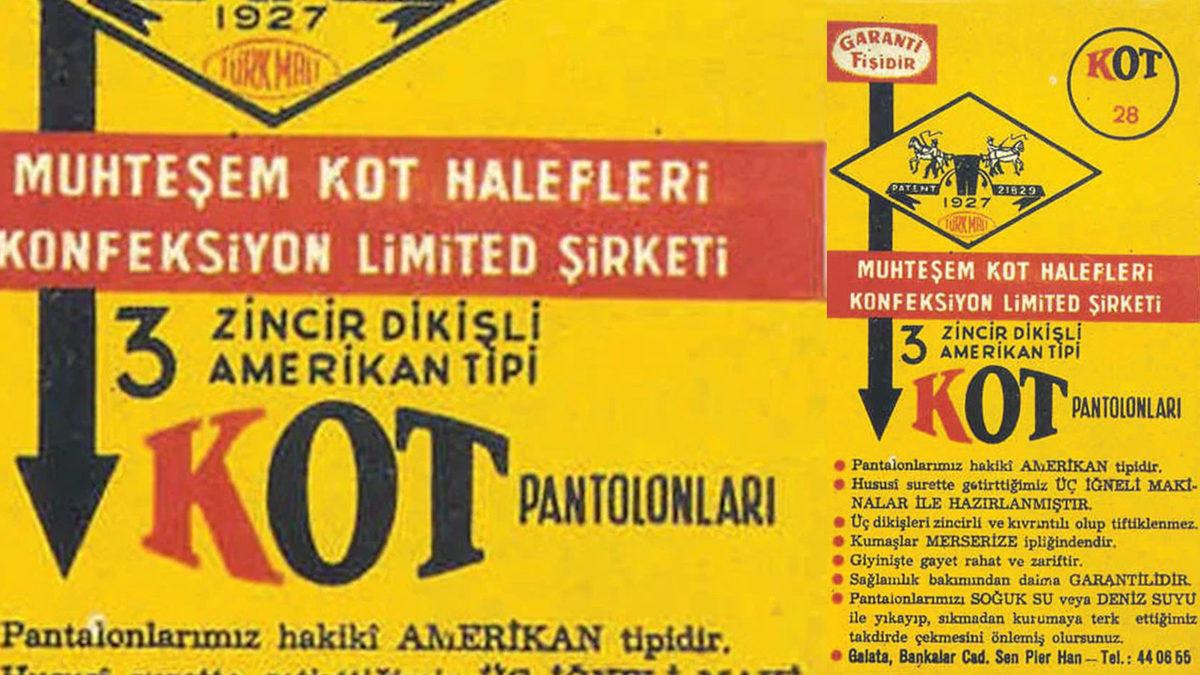 1927
TÜRK MALI
MUHTEŞEM KOT HALEFLERİ
KONFEKSİYON LİMİTED ŞİRKETİ
3 ZİNCİR DİKİŞLİ
AMERİKAN TİPİ
KOT PANTOLONLARI
Pantalonlarımız hakikî AMERİKAN tipidir.
GARANTİ
FİŞİDİR
KOT
28
PATENT 21829
1927
TÜRK MALI
MUHTEŞEM KOT HALEFLERİ
KONFEKSİYON LİMİTED ŞİRKETİ
3 ZİNCİR DİKİŞLİ
AMERİKAN TİPİ
KOT PANTOLONLARI
Pantalonlarımız hakikî AMERİKAN tipidir.
Hususî surette getirttiğimiz ÜÇ İĞNELİ MAKİ-
NALAR İLE HAZIRLANMIŞTIR.
Üç dikişleri zincirli ve kıvrıntılı olup tiftiklenmez.
Kumaşlar MERSERİZE ipliğindendir.
Giyinişte gayet rahat ve zariftir.
Sağlamlık bakımından daima GARANTİLİDİR.
Pantalonlarımızı SOĞUK SU veya DENİZ SUYU
ile yıkayıp, sıkmadan kurumaya terk ettiğimiz
takdirde çekmesini önlemiş olursunuz.
Galata, Bankalar Cad. Sen Pier Han — Tel.: 44 06 55